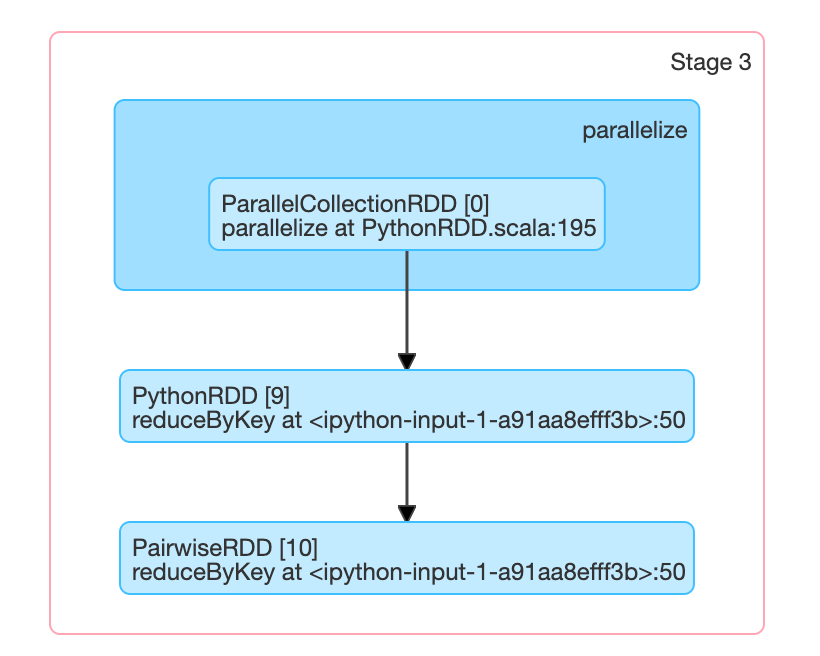 Stage 3
parallelize
ParallelCollectionRDD [0]
parallelize at PythonRDD.scala:195
PythonRDD [9]
reduceByKey at <ipython-input-1-a91aa8efff3b>:50
PairwiseRDD [10]
reduceByKey at <ipython-input-1-a91aa8efff3b>:50